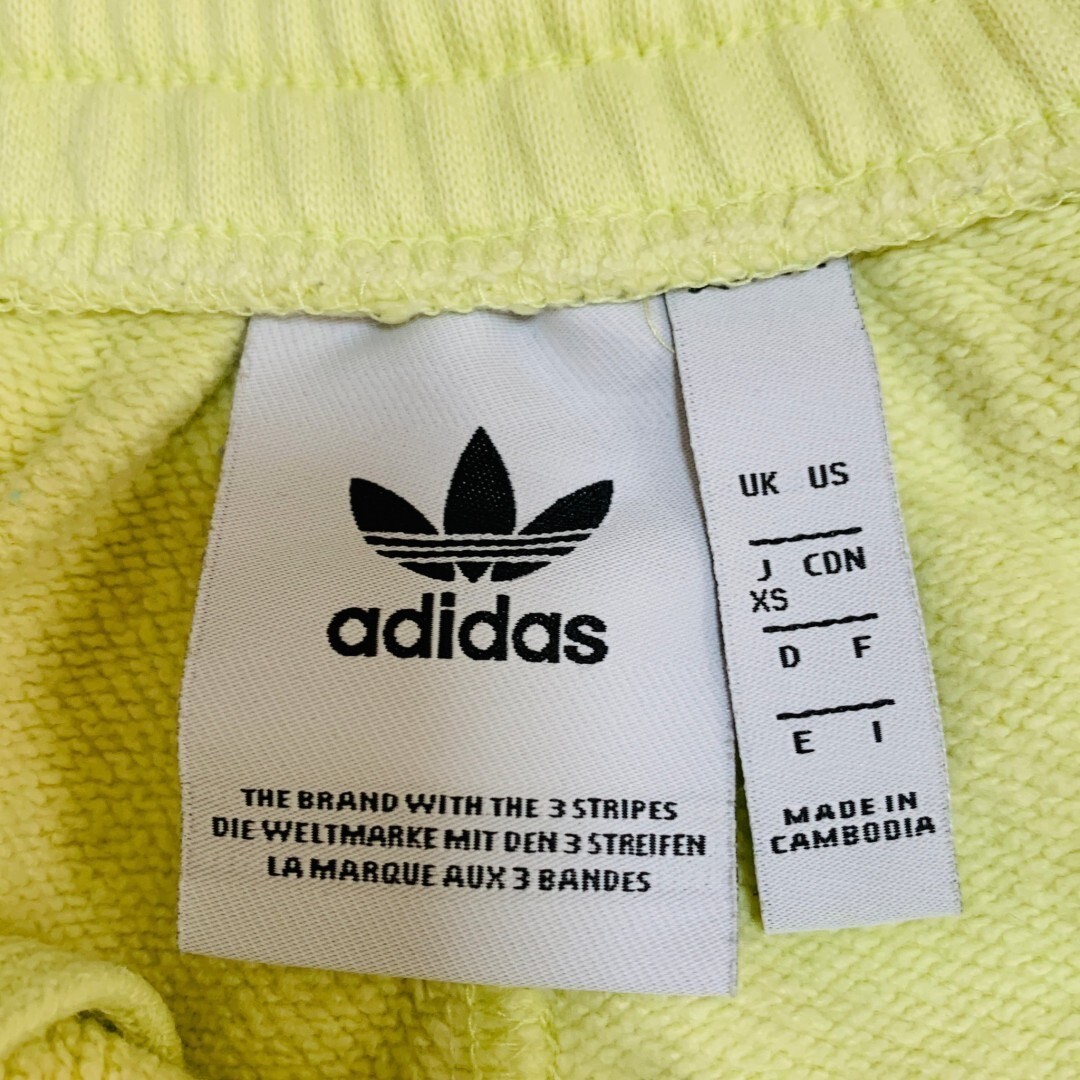 adidas
THE BRAND WITH THE 3 STRIPES
DIE WELTMARKE MIT DEN 3 STREIFEN
LA MARQUE AUX 3 BANDES
UK US
J CDN
XS
D F
E I
MADE IN
CAMBODIA